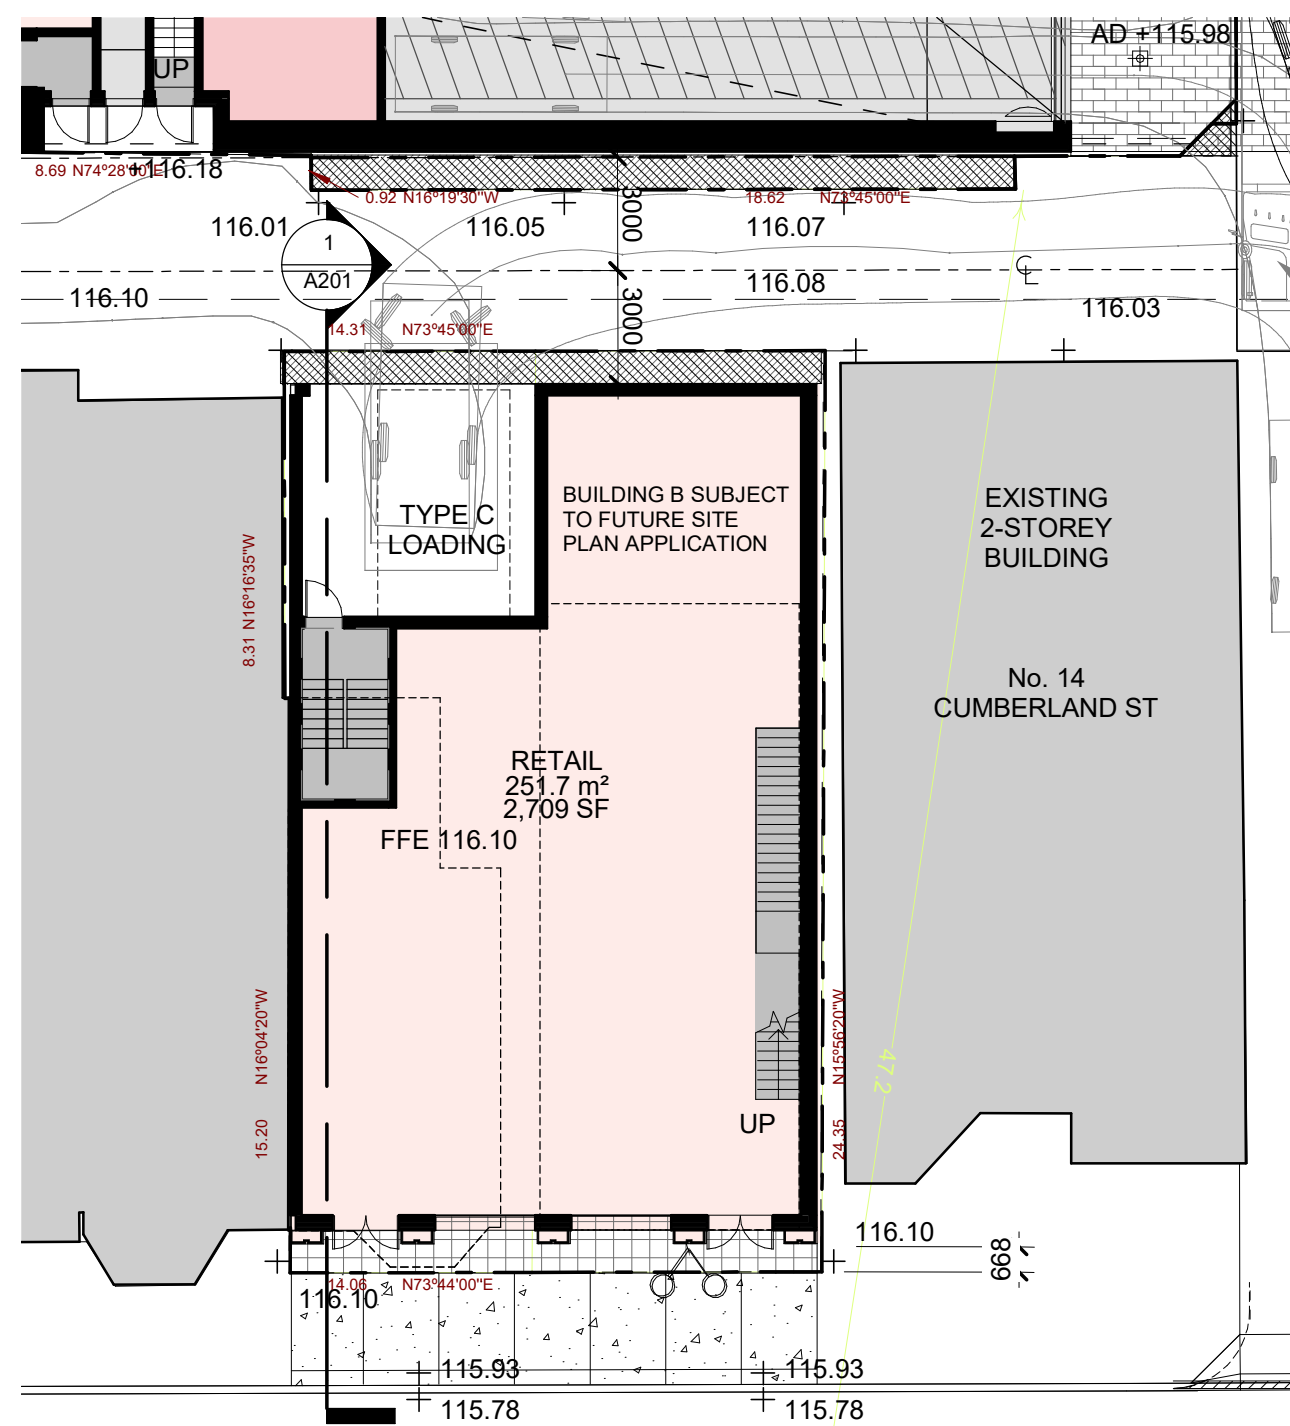 AD +115.98
UP
8.69 N74°28'00"E
+116.18
0.92 N16°19'30"W
18.62 N73°45'00"E
3000
116.01
116.05
116.07
1
A201
116.08
116.10
3000
116.03
14.31 N73°45'00"E
℄
BUILDING B SUBJECT
TO FUTURE SITE
PLAN APPLICATION
TYPE C
LOADING
EXISTING
2-STOREY
BUILDING
8.31 N16°16'35"W
No. 14
CUMBERLAND ST
RETAIL
251.7 m²
2,709 SF
FFE 116.10
15.20 N16°04'20"W
24.35 N15°56'20"W
47.2
UP
116.10
668
14.06 N73°44'00"E
116.10
115.93
115.93
115.78
115.78